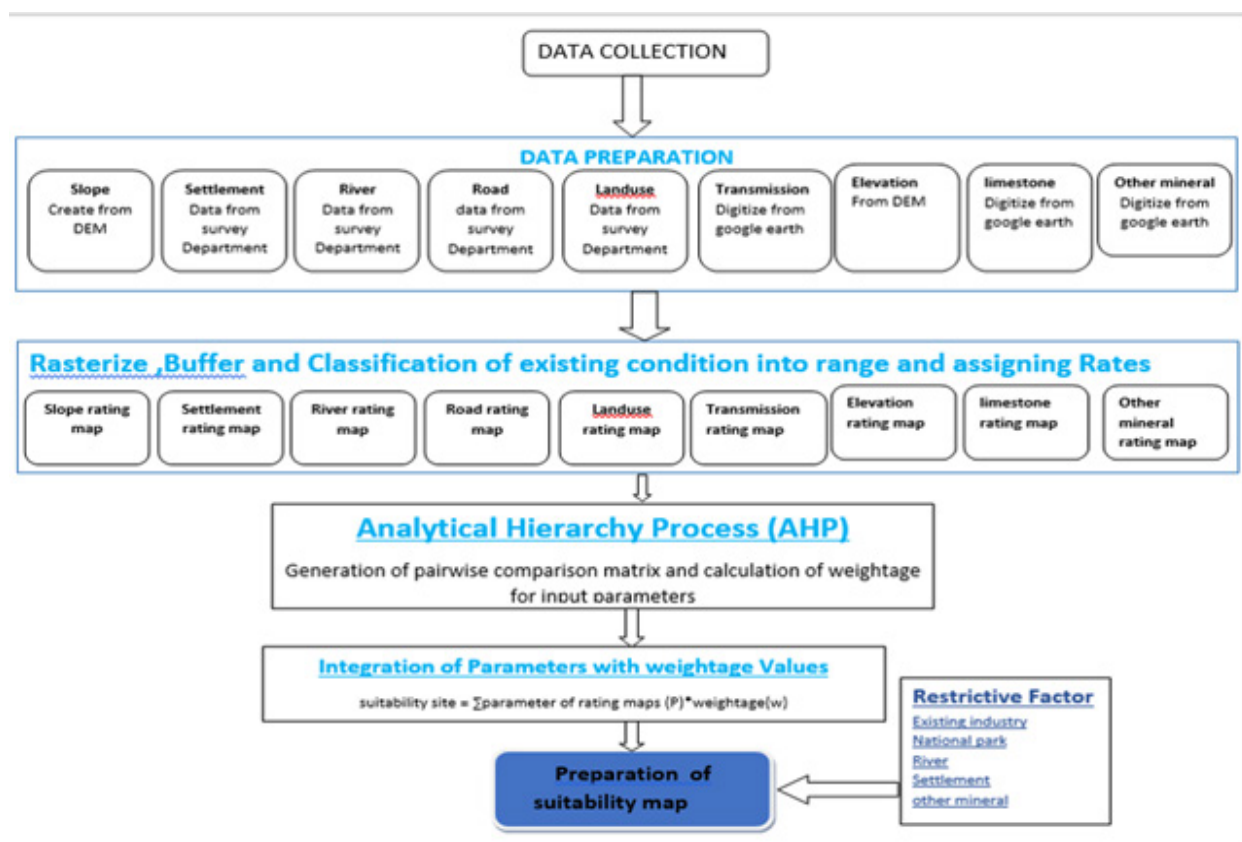 DATA COLLECTION
DATA PREPARATION
Slope
Create from
DEM
Settlement
Data from
survey
Department
River
Data from
survey
Department
Road
data from
survey
Department
Landuse
Data from
survey
Department
Transmission
Digitize from
google earth
Elevation
From DEM
limestone
Digitize from
google earth
Other mineral
Digitize from
google earth
Rasterize ,Buffer and Classification of existing condition into range and assigning Rates
Slope rating
map
Settlement
rating map
River rating
map
Road rating
map
Landuse
rating map
Transmission
rating map
Elevation
rating map
limestone
rating map
Other
mineral
rating map
Analytical Hierarchy Process (AHP)
Generation of pairwise comparison matrix and calculation of weightage
for input parameters
Integration of Parameters with weightage Values
suitability site = ∑parameter of rating maps (P)*weightage(w)
Restrictive Factor
Existing industry
National park
River
Settlement
other mineral
Preparation of
suitability map